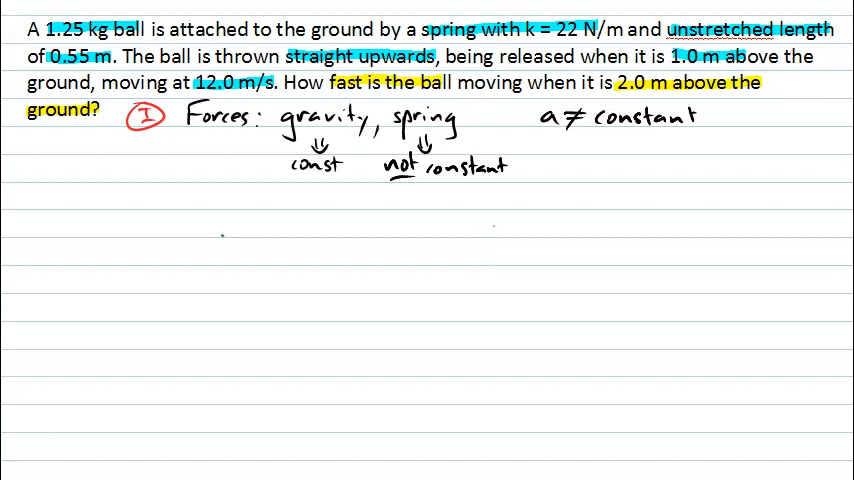 A 1.25 kg ball is attached to the ground by a spring with k = 22 N/m and unstretched length
of 0.55 m. The ball is thrown straight upwards, being released when it is 1.0 m above the
ground, moving at 12.0 m/s. How fast is the ball moving when it is 2.0 m above the
ground? I Forces: gravity, spring a ≠ constant
⇓ ⇓
const not constant